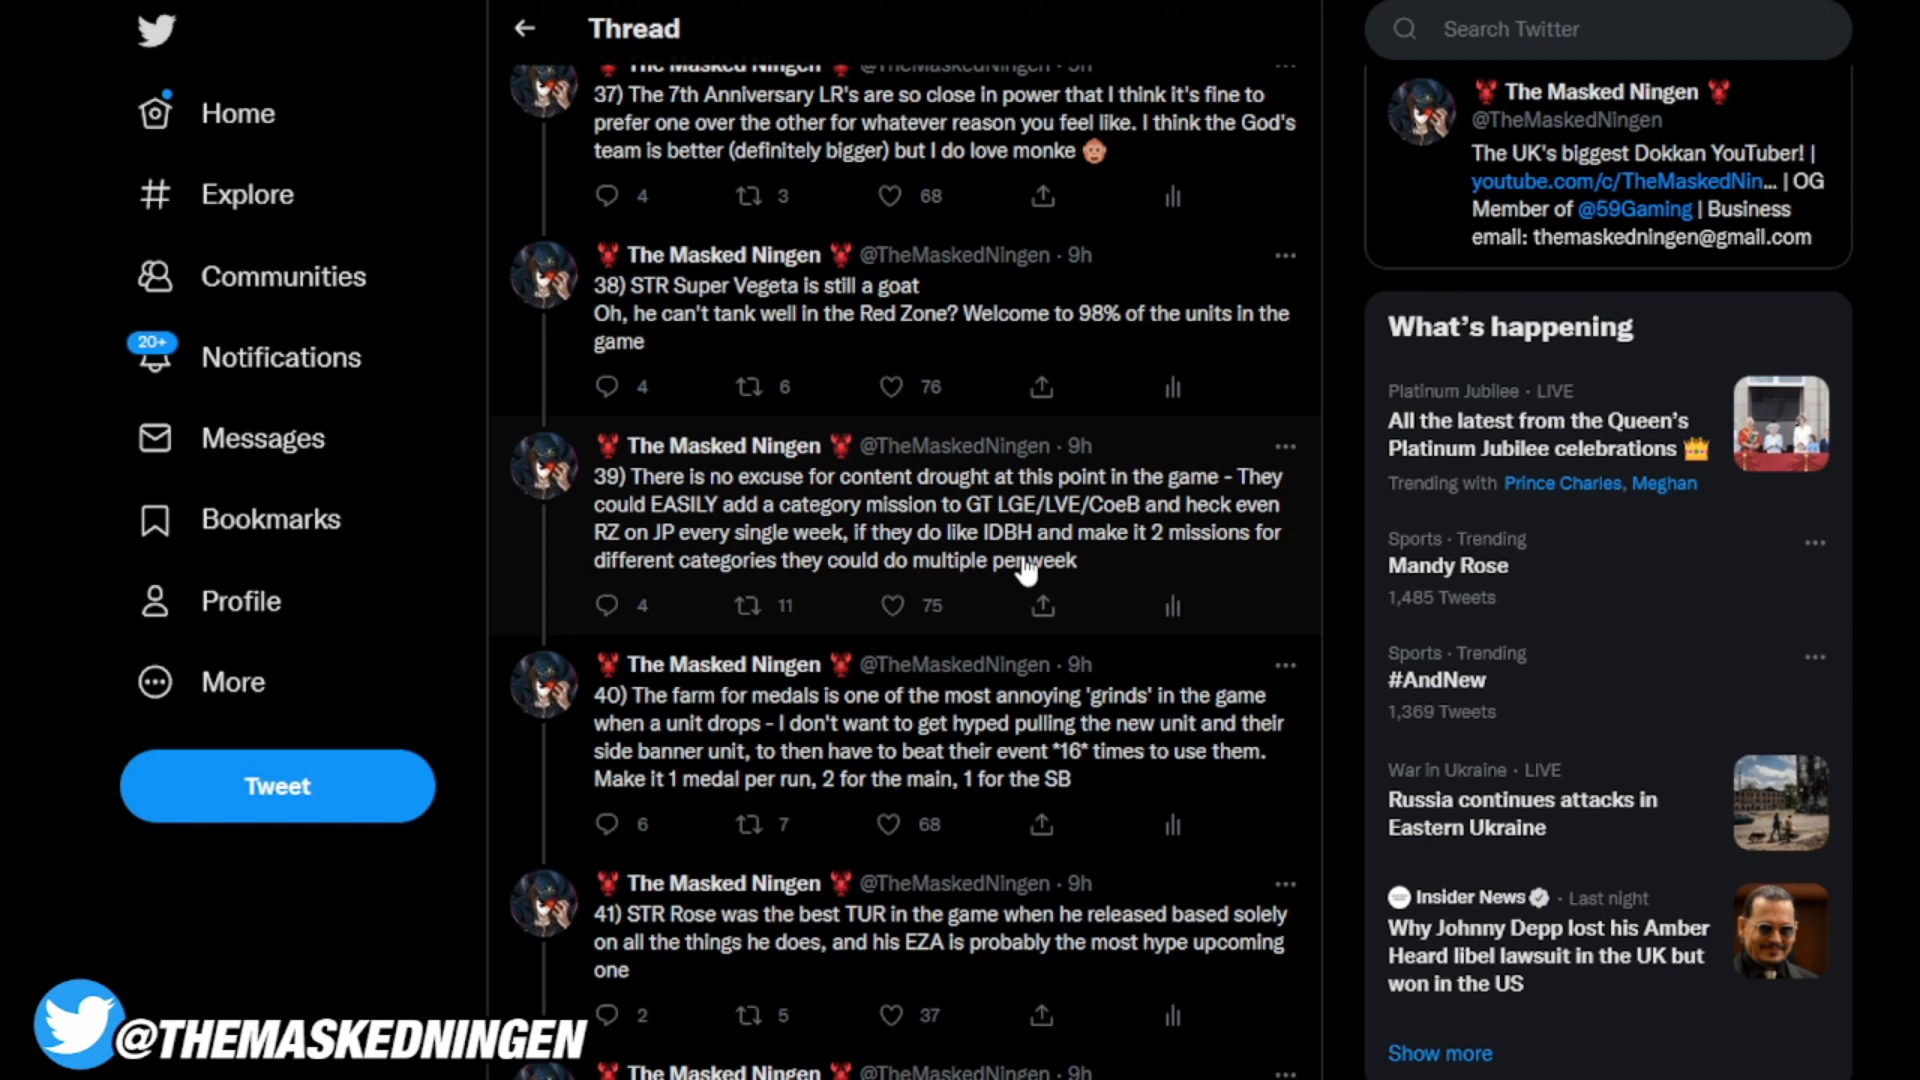 Thread
Search Twitter
Home
Explore
Communities
20+
Notifications
Messages
Bookmarks
Profile
More
Tweet
The Masked Ningen @TheMaskedNingen · 9h
37) The 7th Anniversary LR's are so close in power that I think it's fine to
prefer one over the other for whatever reason you feel like. I think the God's
team is better (definitely bigger) but I do love monke
4 3 68
The Masked Ningen @TheMaskedNingen · 9h
38) STR Super Vegeta is still a goat
Oh, he can't tank well in the Red Zone? Welcome to 98% of the units in the
game
4 6 76
The Masked Ningen @TheMaskedNingen · 9h
39) There is no excuse for content drought at this point in the game - They
could EASILY add a category mission to GT LGE/LVE/CoeB and heck even
RZ on JP every single week, if they do like IDBH and make it 2 missions for
different categories they could do multiple per week
4 11 75
The Masked Ningen @TheMaskedNingen · 9h
40) The farm for medals is one of the most annoying 'grinds' in the game
when a unit drops - I don't want to get hyped pulling the new unit and their
side banner unit, to then have to beat their event *16* times to use them.
Make it 1 medal per run, 2 for the main, 1 for the SB
6 7 68
The Masked Ningen @TheMaskedNingen · 9h
41) STR Rose was the best TUR in the game when he released based solely
on all the things he does, and his EZA is probably the most hype upcoming
one
2 5 37
The Masked Ningen @TheMaskedNingen · 9h
The Masked Ningen
@TheMaskedNingen
The UK's biggest Dokkan YouTuber! |
youtube.com/c/TheMaskedNin... | OG
Member of @59Gaming | Business
email: themaskedningen@gmail.com
What's happening
Platinum Jubilee · LIVE
All the latest from the Queen's
Platinum Jubilee celebrations
Trending with Prince Charles, Meghan
Sports · Trending
Mandy Rose
1,485 Tweets
Sports · Trending
#AndNew
1,369 Tweets
War in Ukraine · LIVE
Russia continues attacks in
Eastern Ukraine
Insider News · Last night
Why Johnny Depp lost his Amber
Heard libel lawsuit in the UK but
won in the US
Show more
@THEMASKEDNINGEN